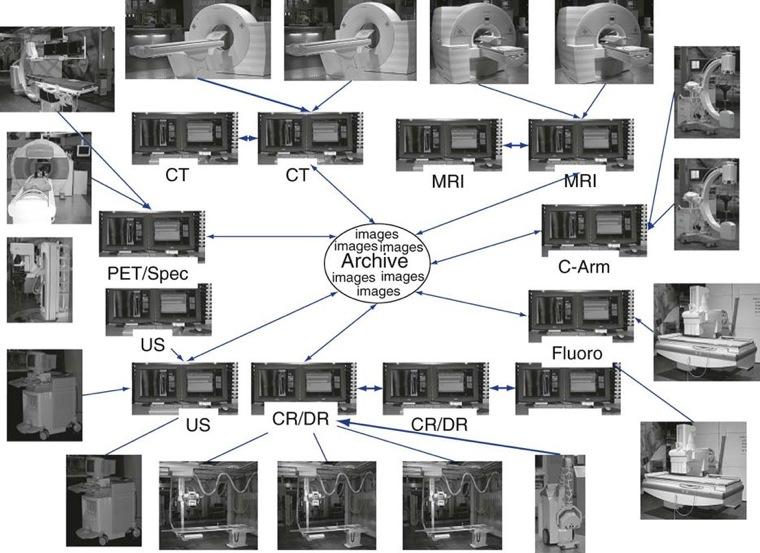 CT
CT
MRI
MRI
images
images images
Archive
images images
images
PET/Spec
C-Arm
US
Fluoro
US
CR/DR
CR/DR